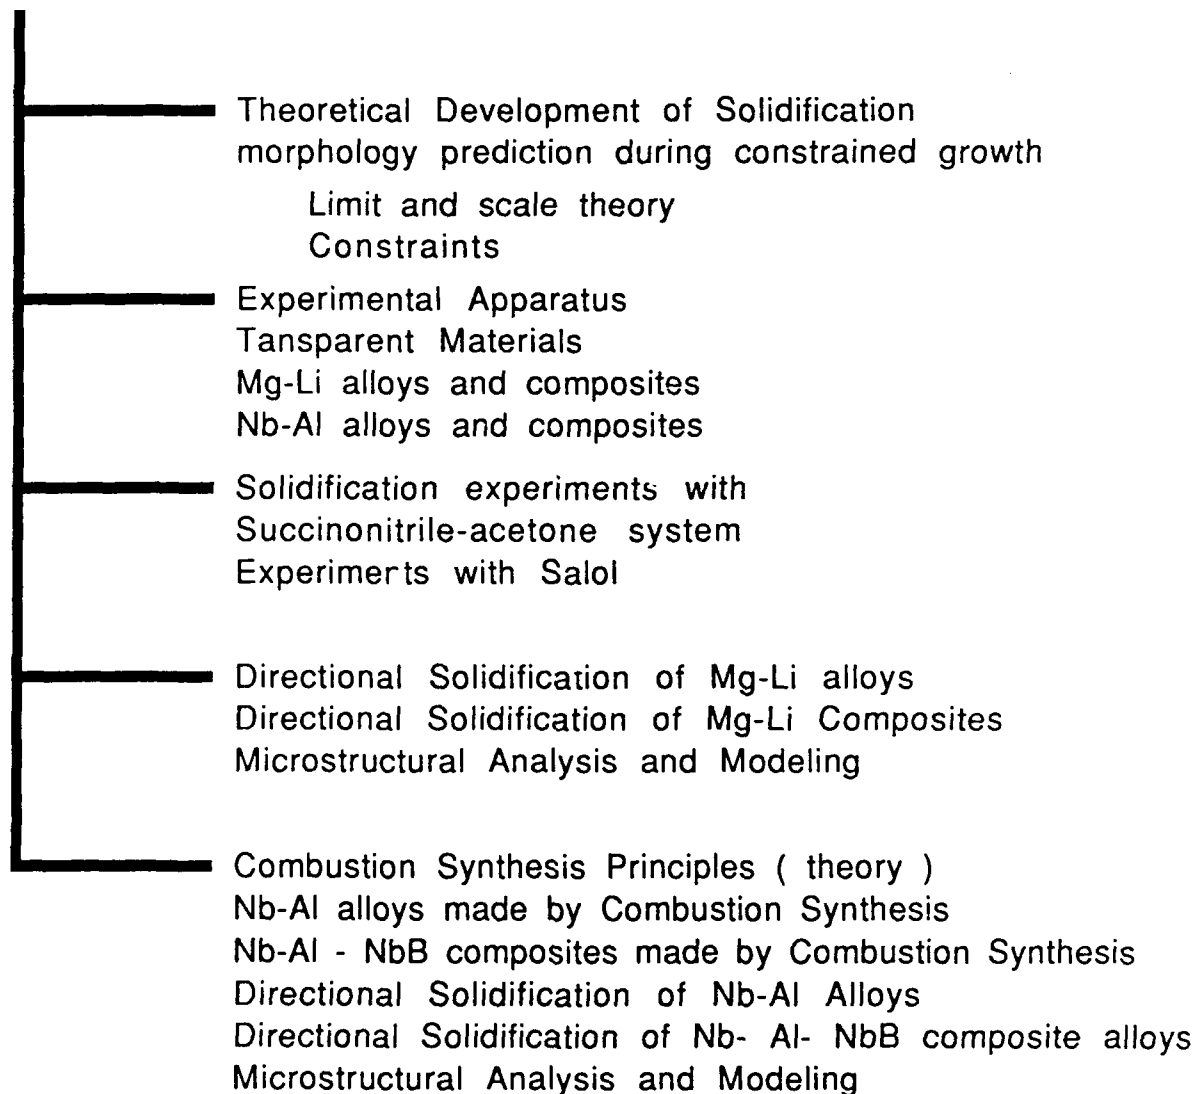 Theoretical Development of Solidification
morphology prediction during constrained growth
Limit and scale theory
Constraints
Experimental Apparatus
Tansparent Materials
Mg-Li alloys and composites
Nb-Al alloys and composites
Solidification experiments with
Succinonitrile-acetone system
Experimerts with Salol
Directional Solidification of Mg-Li alloys
Directional Solidification of Mg-Li Composites
Microstructural Analysis and Modeling
Combustion Synthesis Principles ( theory )
Nb-Al alloys made by Combustion Synthesis
Nb-Al - NbB composites made by Combustion Synthesis
Directional Solidification of Nb-Al Alloys
Directional Solidification of Nb- Al- NbB composite alloys
Microstructural Analysis and Modeling